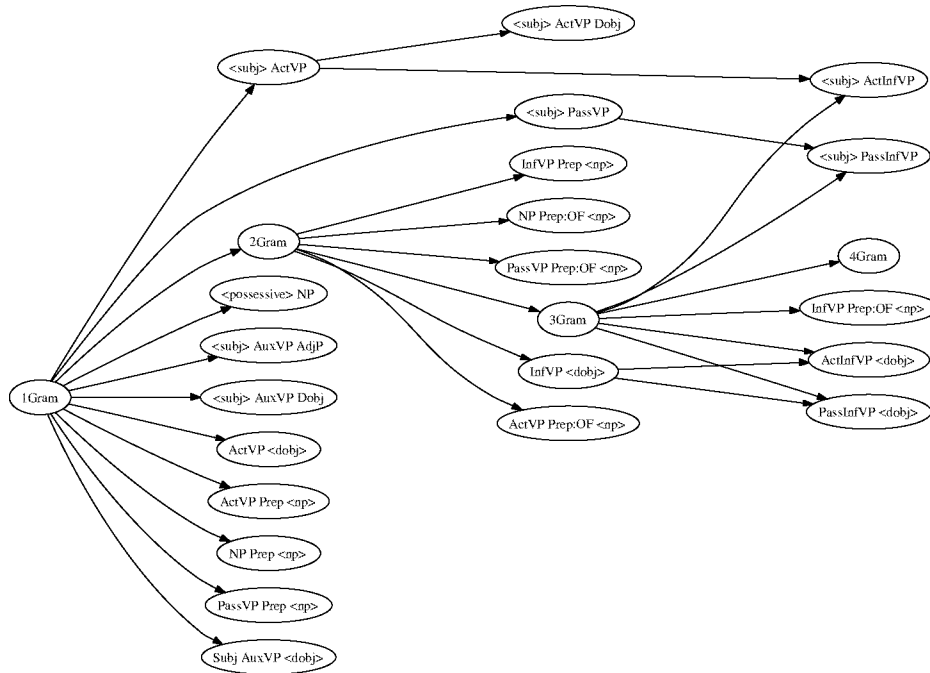 <subj> ActVP Dobj
<subj> ActVP
<subj> ActInfVP
<subj> PassVP
<subj> PassInfVP
InfVP Prep <np>
NP Prep:OF <np>
2Gram
PassVP Prep:OF <np>
4Gram
<possessive> NP
InfVP Prep:OF <np>
3Gram
<subj> AuxVP AdjP
ActInfVP <dobj>
InfVP <dobj>
1Gram
<subj> AuxVP Dobj
PassInfVP <dobj>
ActVP Prep:OF <np>
ActVP <dobj>
ActVP Prep <np>
NP Prep <np>
PassVP Prep <np>
Subj AuxVP <dobj>